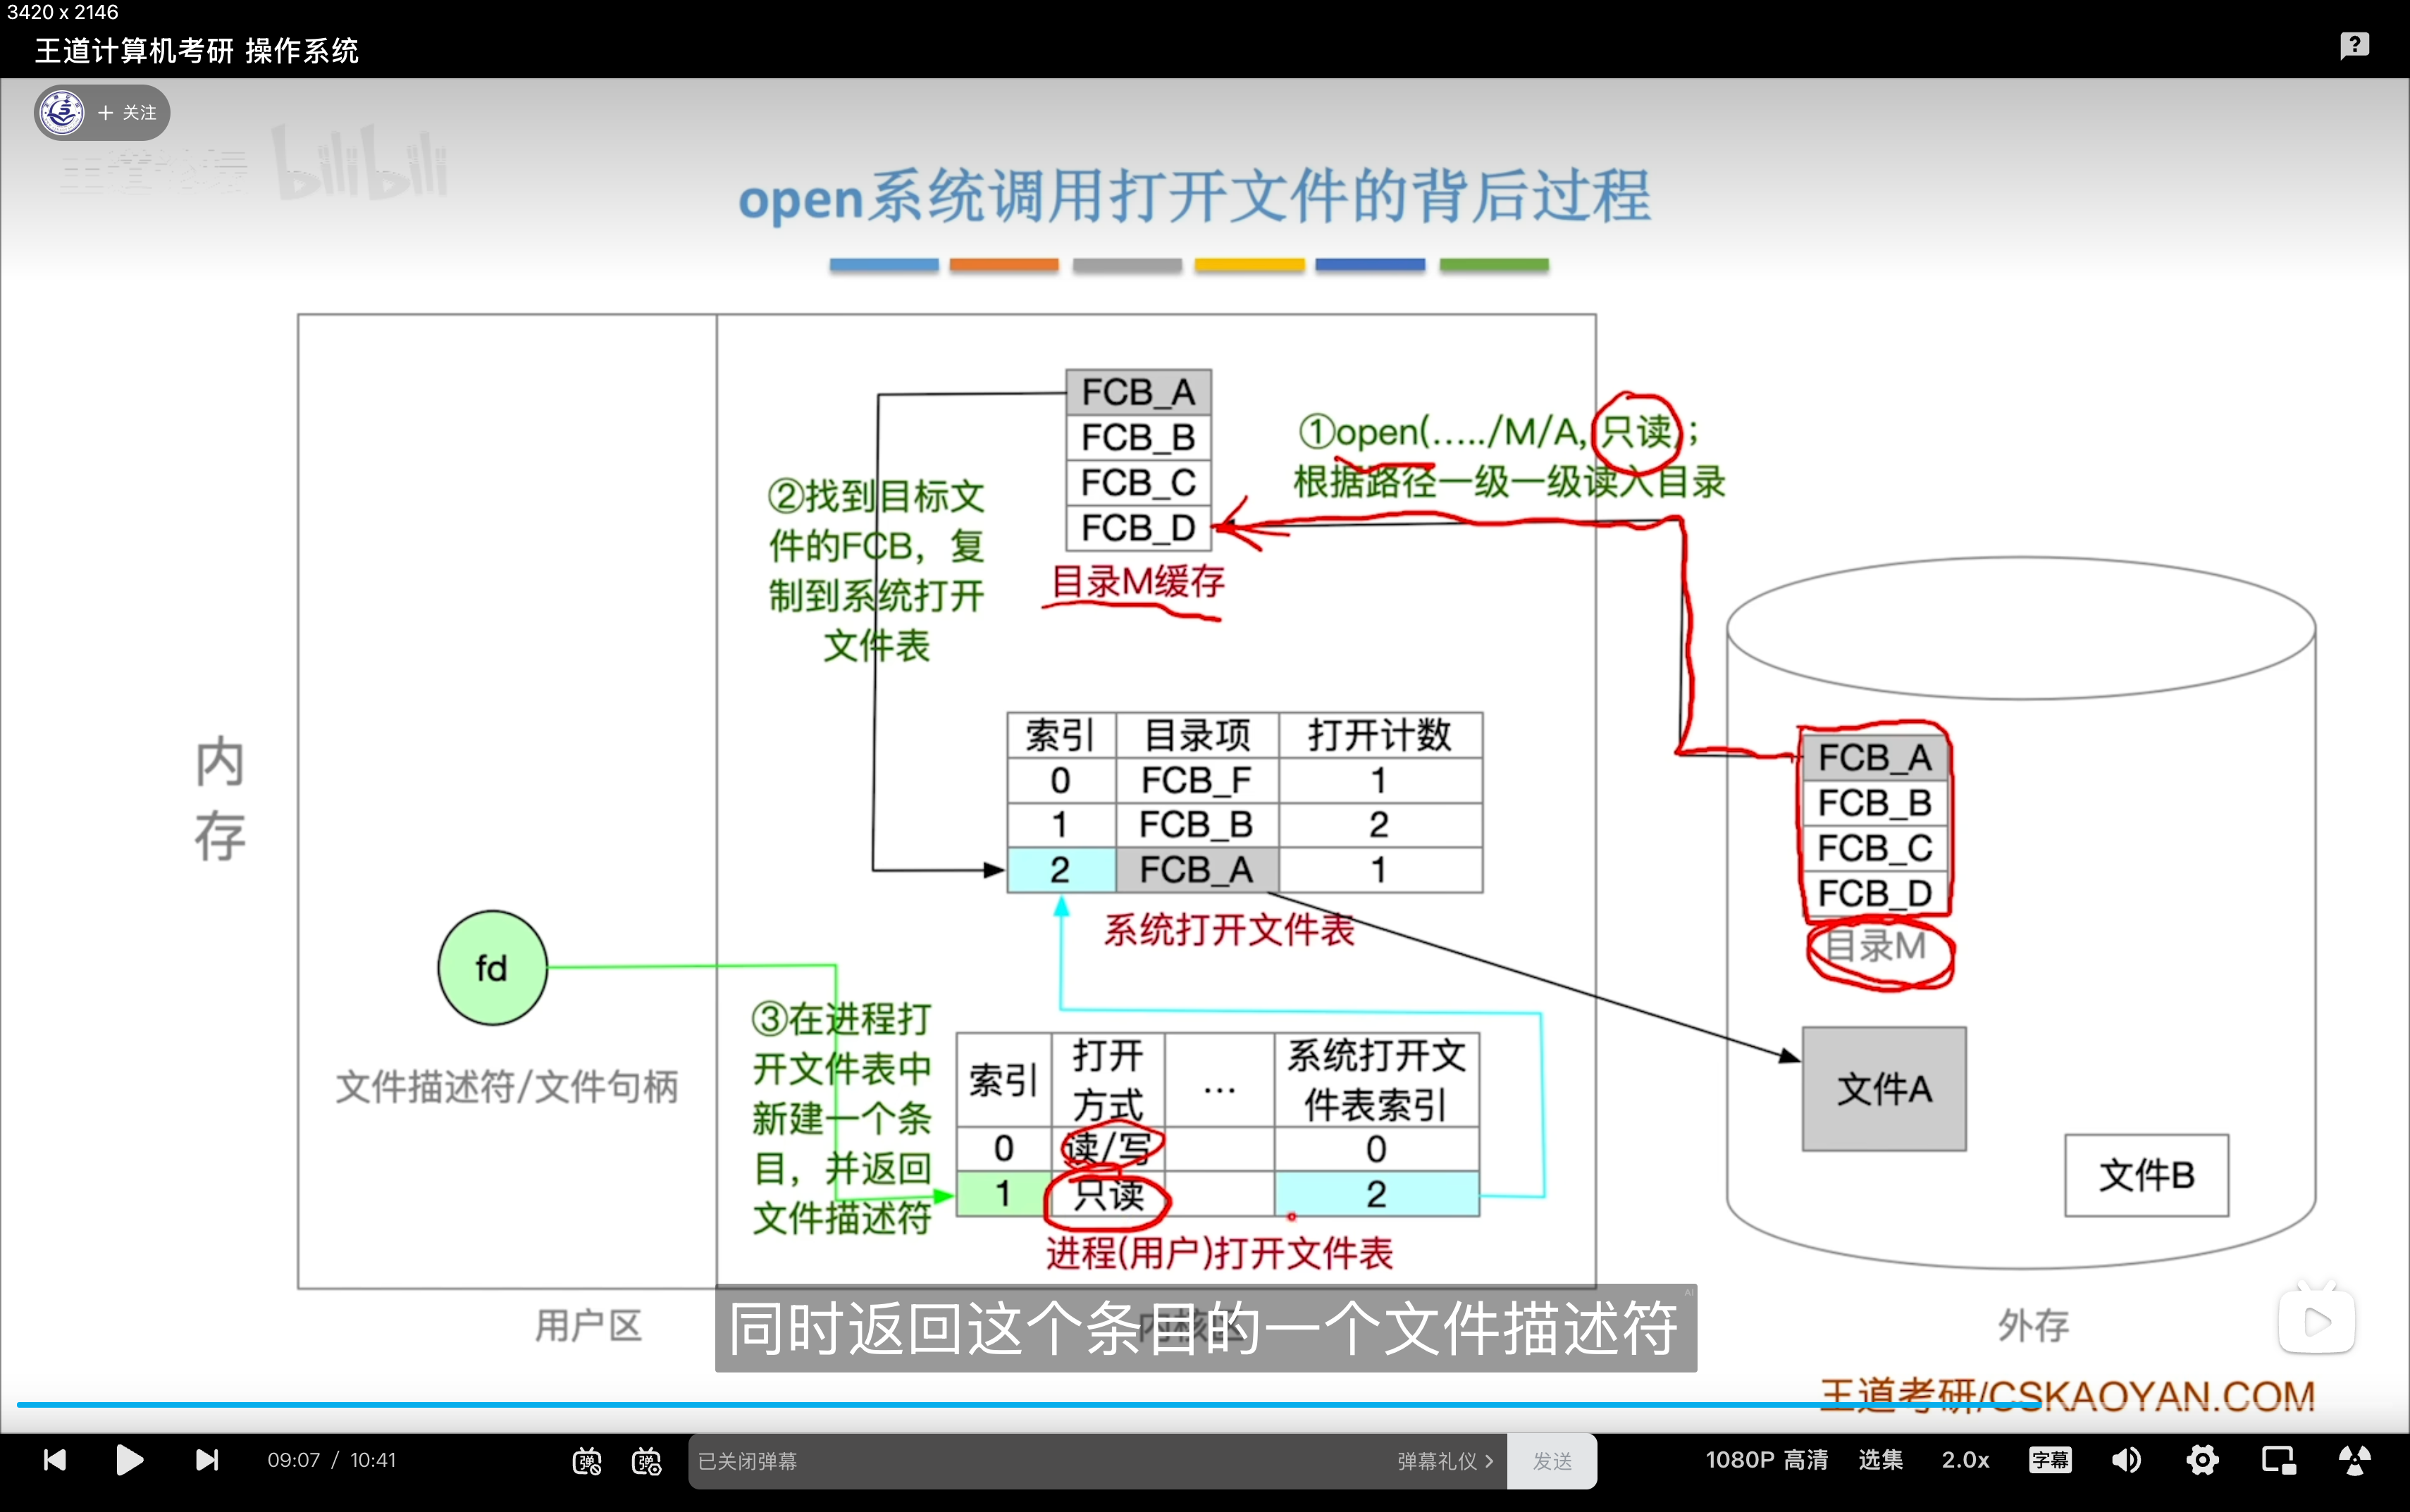 3420 x 2146
王道计算机考研 操作系统
+ 关注
bilibili
open系统调用打开文件的背后过程
FCB_A
FCB_B
FCB_C
FCB_D
目录M缓存
①open(…../M/A, 只读);
根据路径一级一级读入目录
②找到目标文
件的FCB，复
制到系统打开
文件表
内
存
索引 目录项 打开计数
0 FCB_F 1
1 FCB_B 2
2 FCB_A 1
系统打开文件表
FCB_A
FCB_B
FCB_C
FCB_D
目录M
fd
文件描述符/文件句柄
③在进程打
开文件表中
新建一个条
目，并返回
文件描述符
索引 打开方式 … 系统打开文件表索引
0 读/写 0
1 只读 2
进程(用户)打开文件表
文件A
文件B
用户区
内核区
外存
同时返回这个条目的一个文件描述符
AI
王道考研/CSKAOYAN.COM
09:07 / 10:41
弹
弹
已关闭弹幕
弹幕礼仪 >
发送
1080P 高清
选集
2.0x
字幕